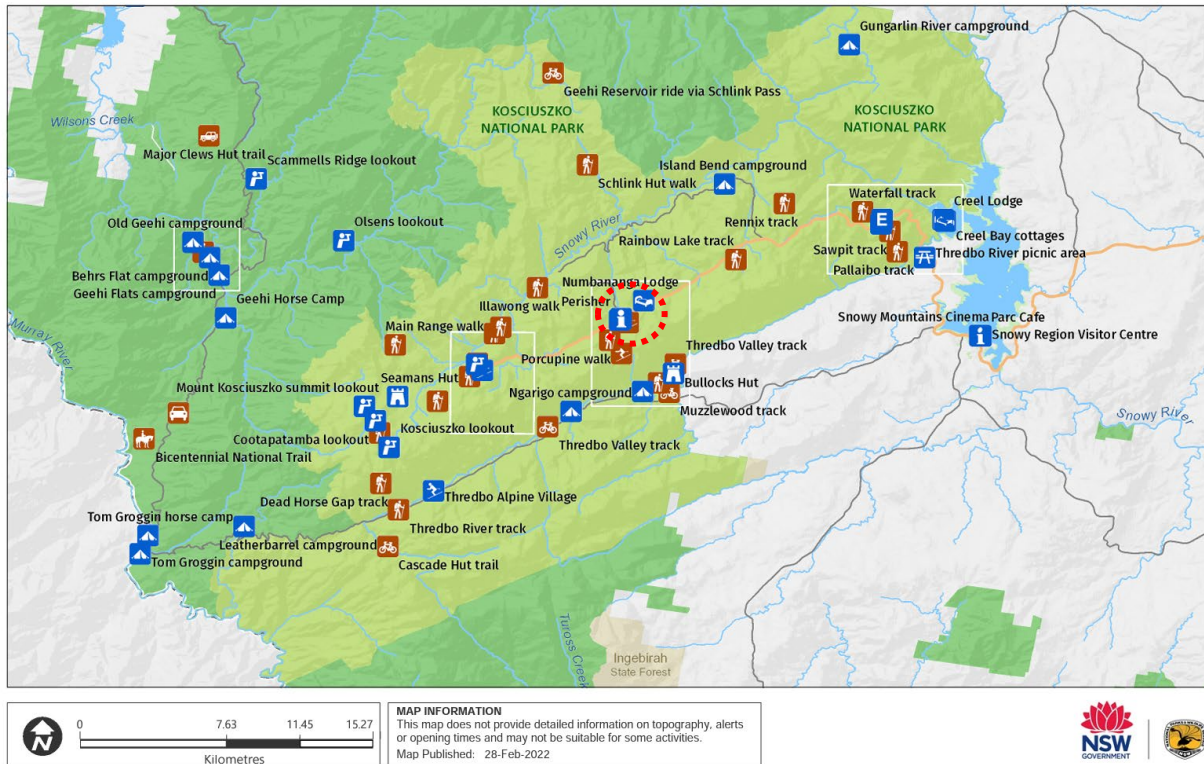 Gungarlin River campground
Geehi Reservoir ride via Schlink Pass
KOSCIUSZKO
NATIONAL PARK
KOSCIUSZKO
NATIONAL PARK
Wilsons Creek
Major Clews Hut trail
Scammells Ridge lookout
Island Bend campground
Schlink Hut walk
Waterfall track
Creel Lodge
Old Geehi campground
Olsens lookout
Snowy River
Rennix track
E
Rainbow Lake track
Sawpit track
Creel Bay cottages
Thredbo River picnic area
Pallaibo track
Behrs Flat campground
Geehi Flats campground
Geehi Horse Camp
Numbananga Lodge
Perisher
Illawong walk
i
Main Range walk
Snowy Mountains Cinema Parc Cafe
i
Snowy Region Visitor Centre
Murray River
Porcupine walk
Thredbo Valley track
Seamans Hut
Mount Kosciuszko summit lookout
Bullocks Hut
Ngarigo campground
Muzzlewood track
Snowy River
Kosciuszko lookout
Cootapatamba lookout
Thredbo Valley track
Bicentennial National Trail
Dead Horse Gap track
Thredbo Alpine Village
Tom Groggin horse camp
Thredbo River track
Leatherbarrel campground
Tom Groggin campground
Cascade Hut trail
Tuross Creek
Ingebirah
State Forest
N
0 7.63 11.45 15.27
Kilometres
MAP INFORMATION
This map does not provide detailed information on topography, alerts
or opening times and may not be suitable for some activities.
Map Published: 28-Feb-2022
NSW
GOVERNMENT